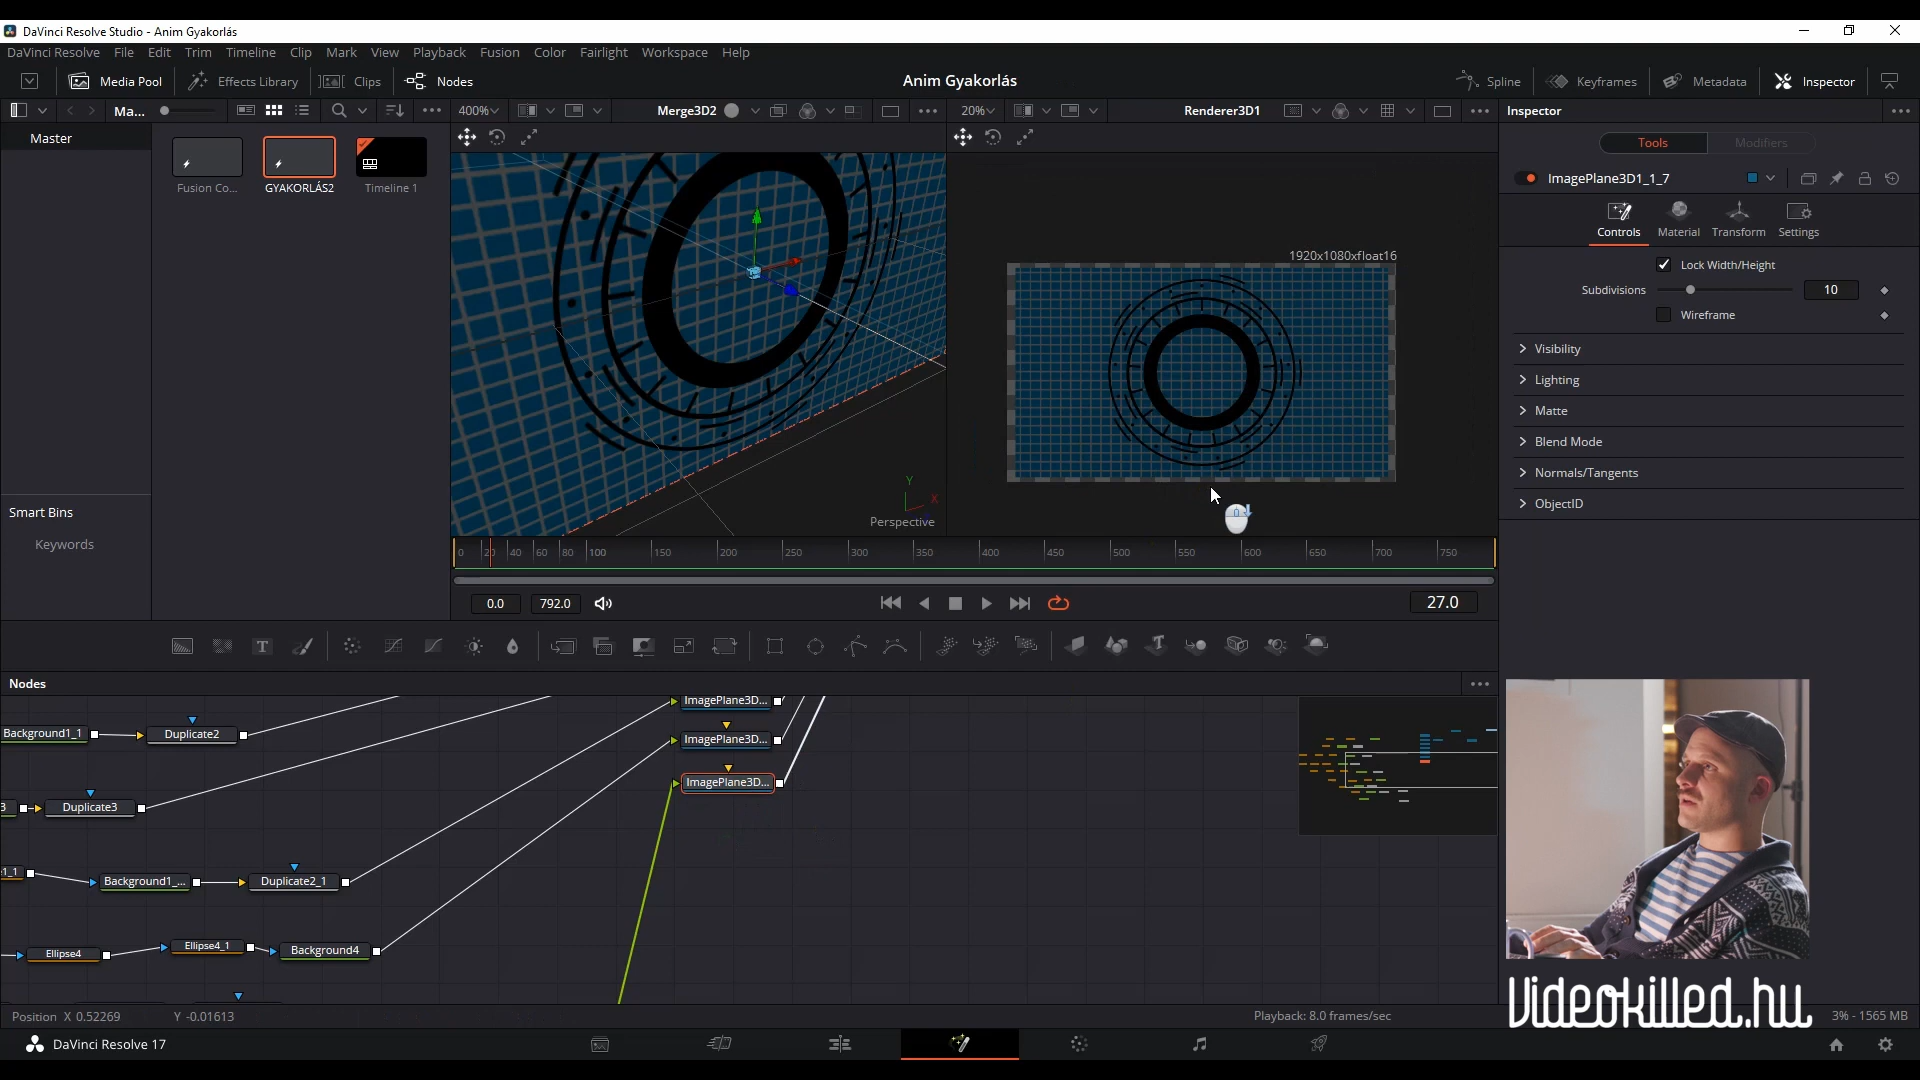 DaVinci Resolve Studio - Anim Gyakorlás
DaVinci Resolve File Edit Trim Timeline Clip Mark View Playback Fusion Color Fairlight Workspace Help
Media Pool Effects Library Clips Nodes Anim Gyakorlás Spline Keyframes Metadata Inspector
Ma... 400% Merge3D2 20% Renderer3D1 Inspector
Master
Fusion Co... GYAKORLÁS2 Timeline 1
Smart Bins
Keywords
Y
X
Perspective
1920x1080xfloat16
Tools Modifiers
ImagePlane3D1_1_7
Controls Material Transform Settings
Lock Width/Height
Subdivisions 10
Wireframe
Visibility
Lighting
Matte
Blend Mode
Normals/Tangents
ObjectID
0 20 40 60 80 100 150 200 250 300 350 400 450 500 550 600 650 700 750
0.0 792.0 27.0
Nodes
ImagePlane3D...
Background1_1 Duplicate2 ImagePlane3D...
ImagePlane3D...
3 Duplicate3
1_1 Background1_... Duplicate2_1
Ellipse4 Ellipse4_1 Background4
Position X 0.52269 Y -0.01613 Playback: 8.0 frames/sec 3% - 1565 MB
Videokilled.hu
DaVinci Resolve 17